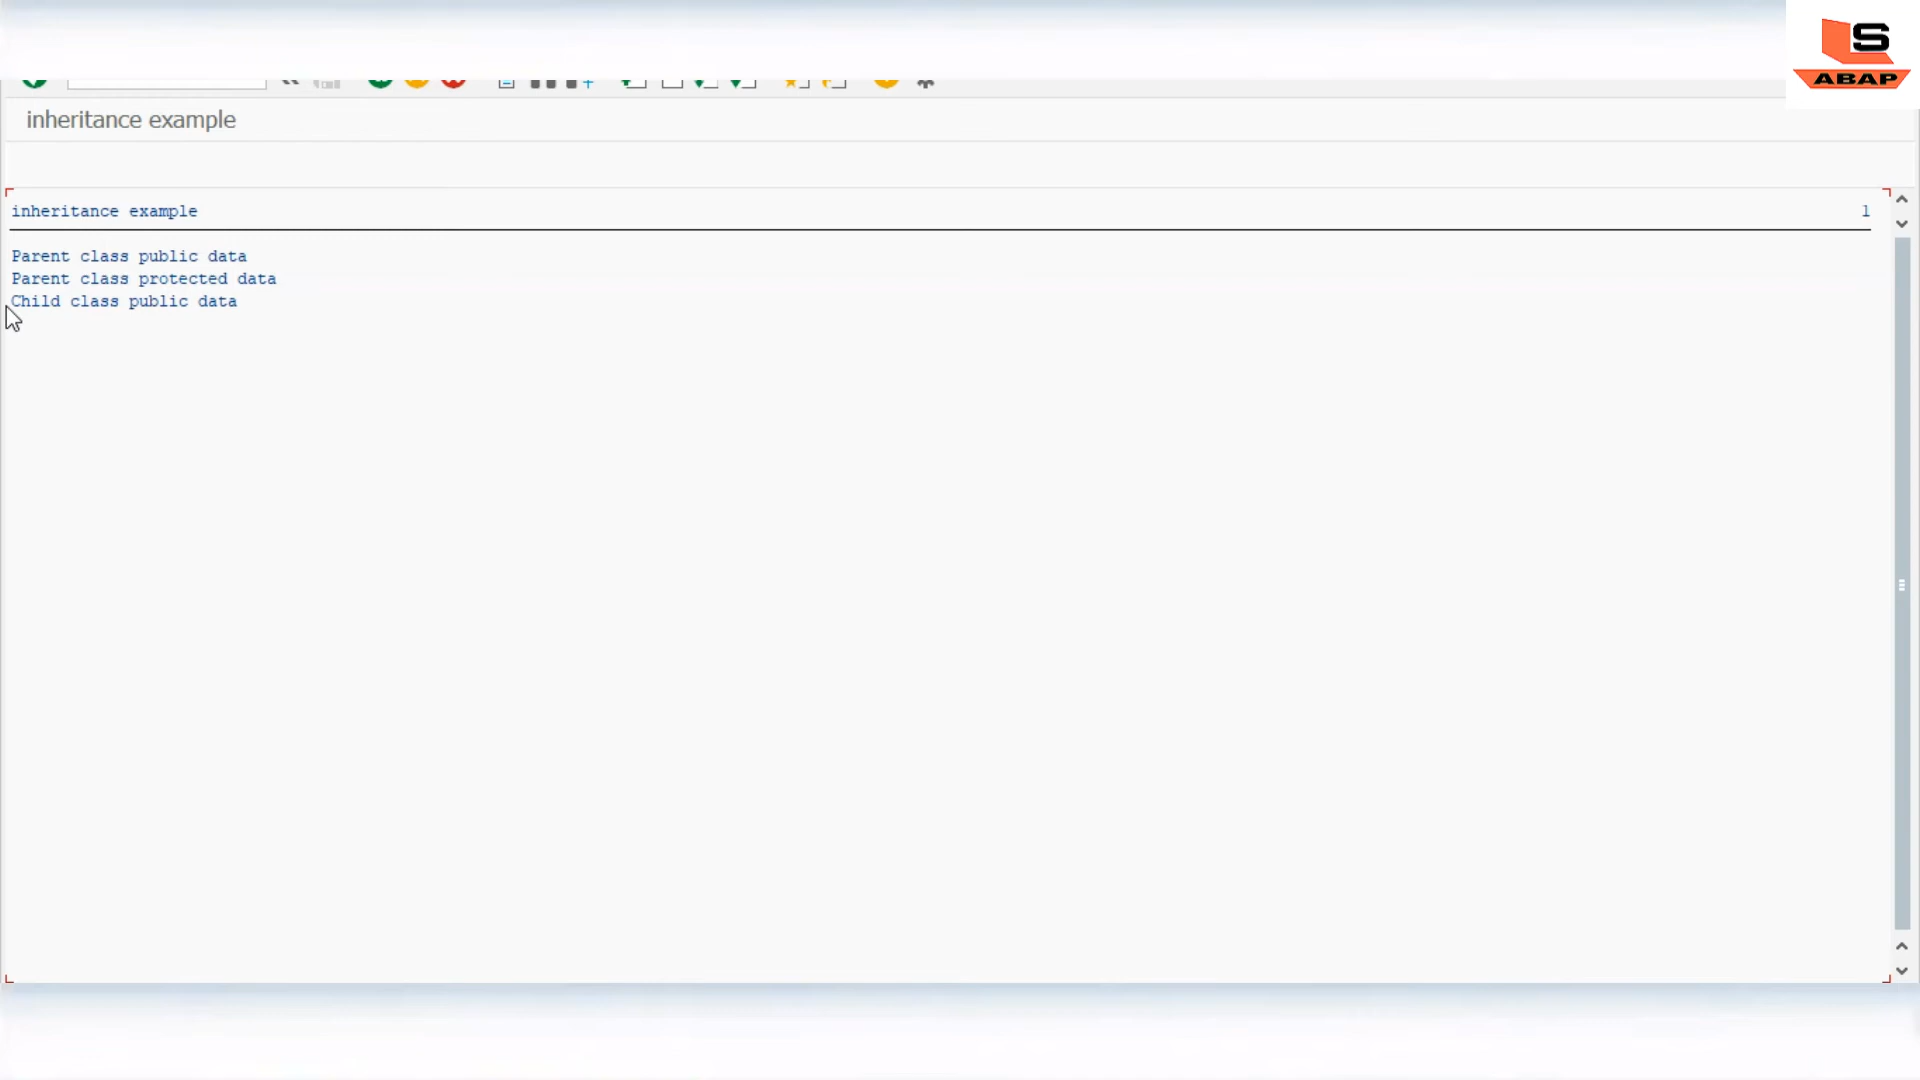 S
ABAP
inheritance example
inheritance example 1
Parent class public data
Parent class protected data
Child class public data